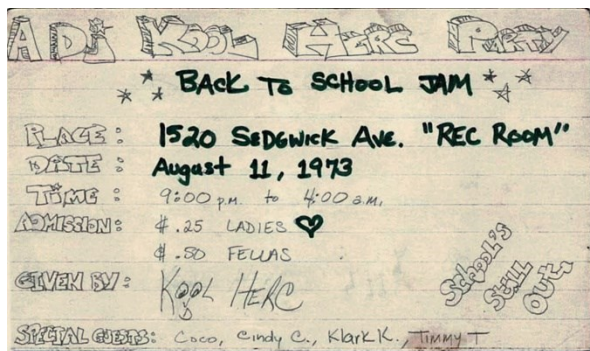 A DJ KOOL HERC PARTY
BACK TO SCHOOL JAM
PLACE: 1520 SEDGWICK AVE. "REC ROOM"
DATE: August 11, 1973
TIME: 9:00 p.m. to 4:00 a.m.
ADMISSION: $.25 LADIES ♥
$.50 FELLAS
GIVEN BY: KOOL HERC
SCHOOL'S
STILL
OUT.
SPECIAL GUESTS: Coco, Cindy C., Klark K., TIMMY T